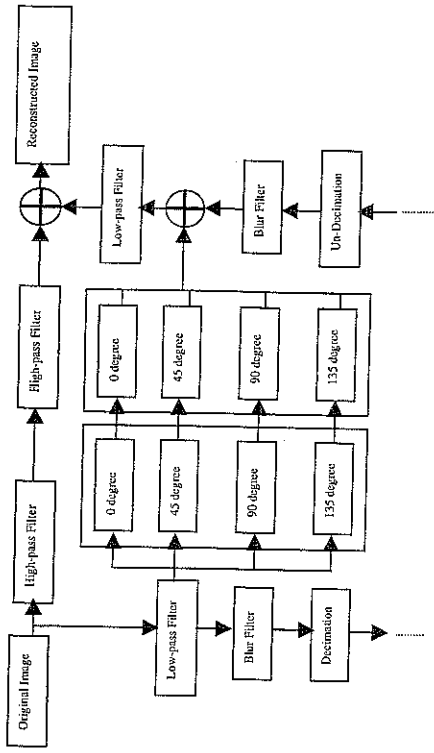 Original Image
High-pass Filter
High-pass Filter
Reconstructed Image
Low-pass Filter
0 degree
0 degree
Low-pass Filter
45 degree
45 degree
Blur Filter
90 degree
90 degree
Blur Filter
Decimation
135 degree
135 degree
Un-Decimation